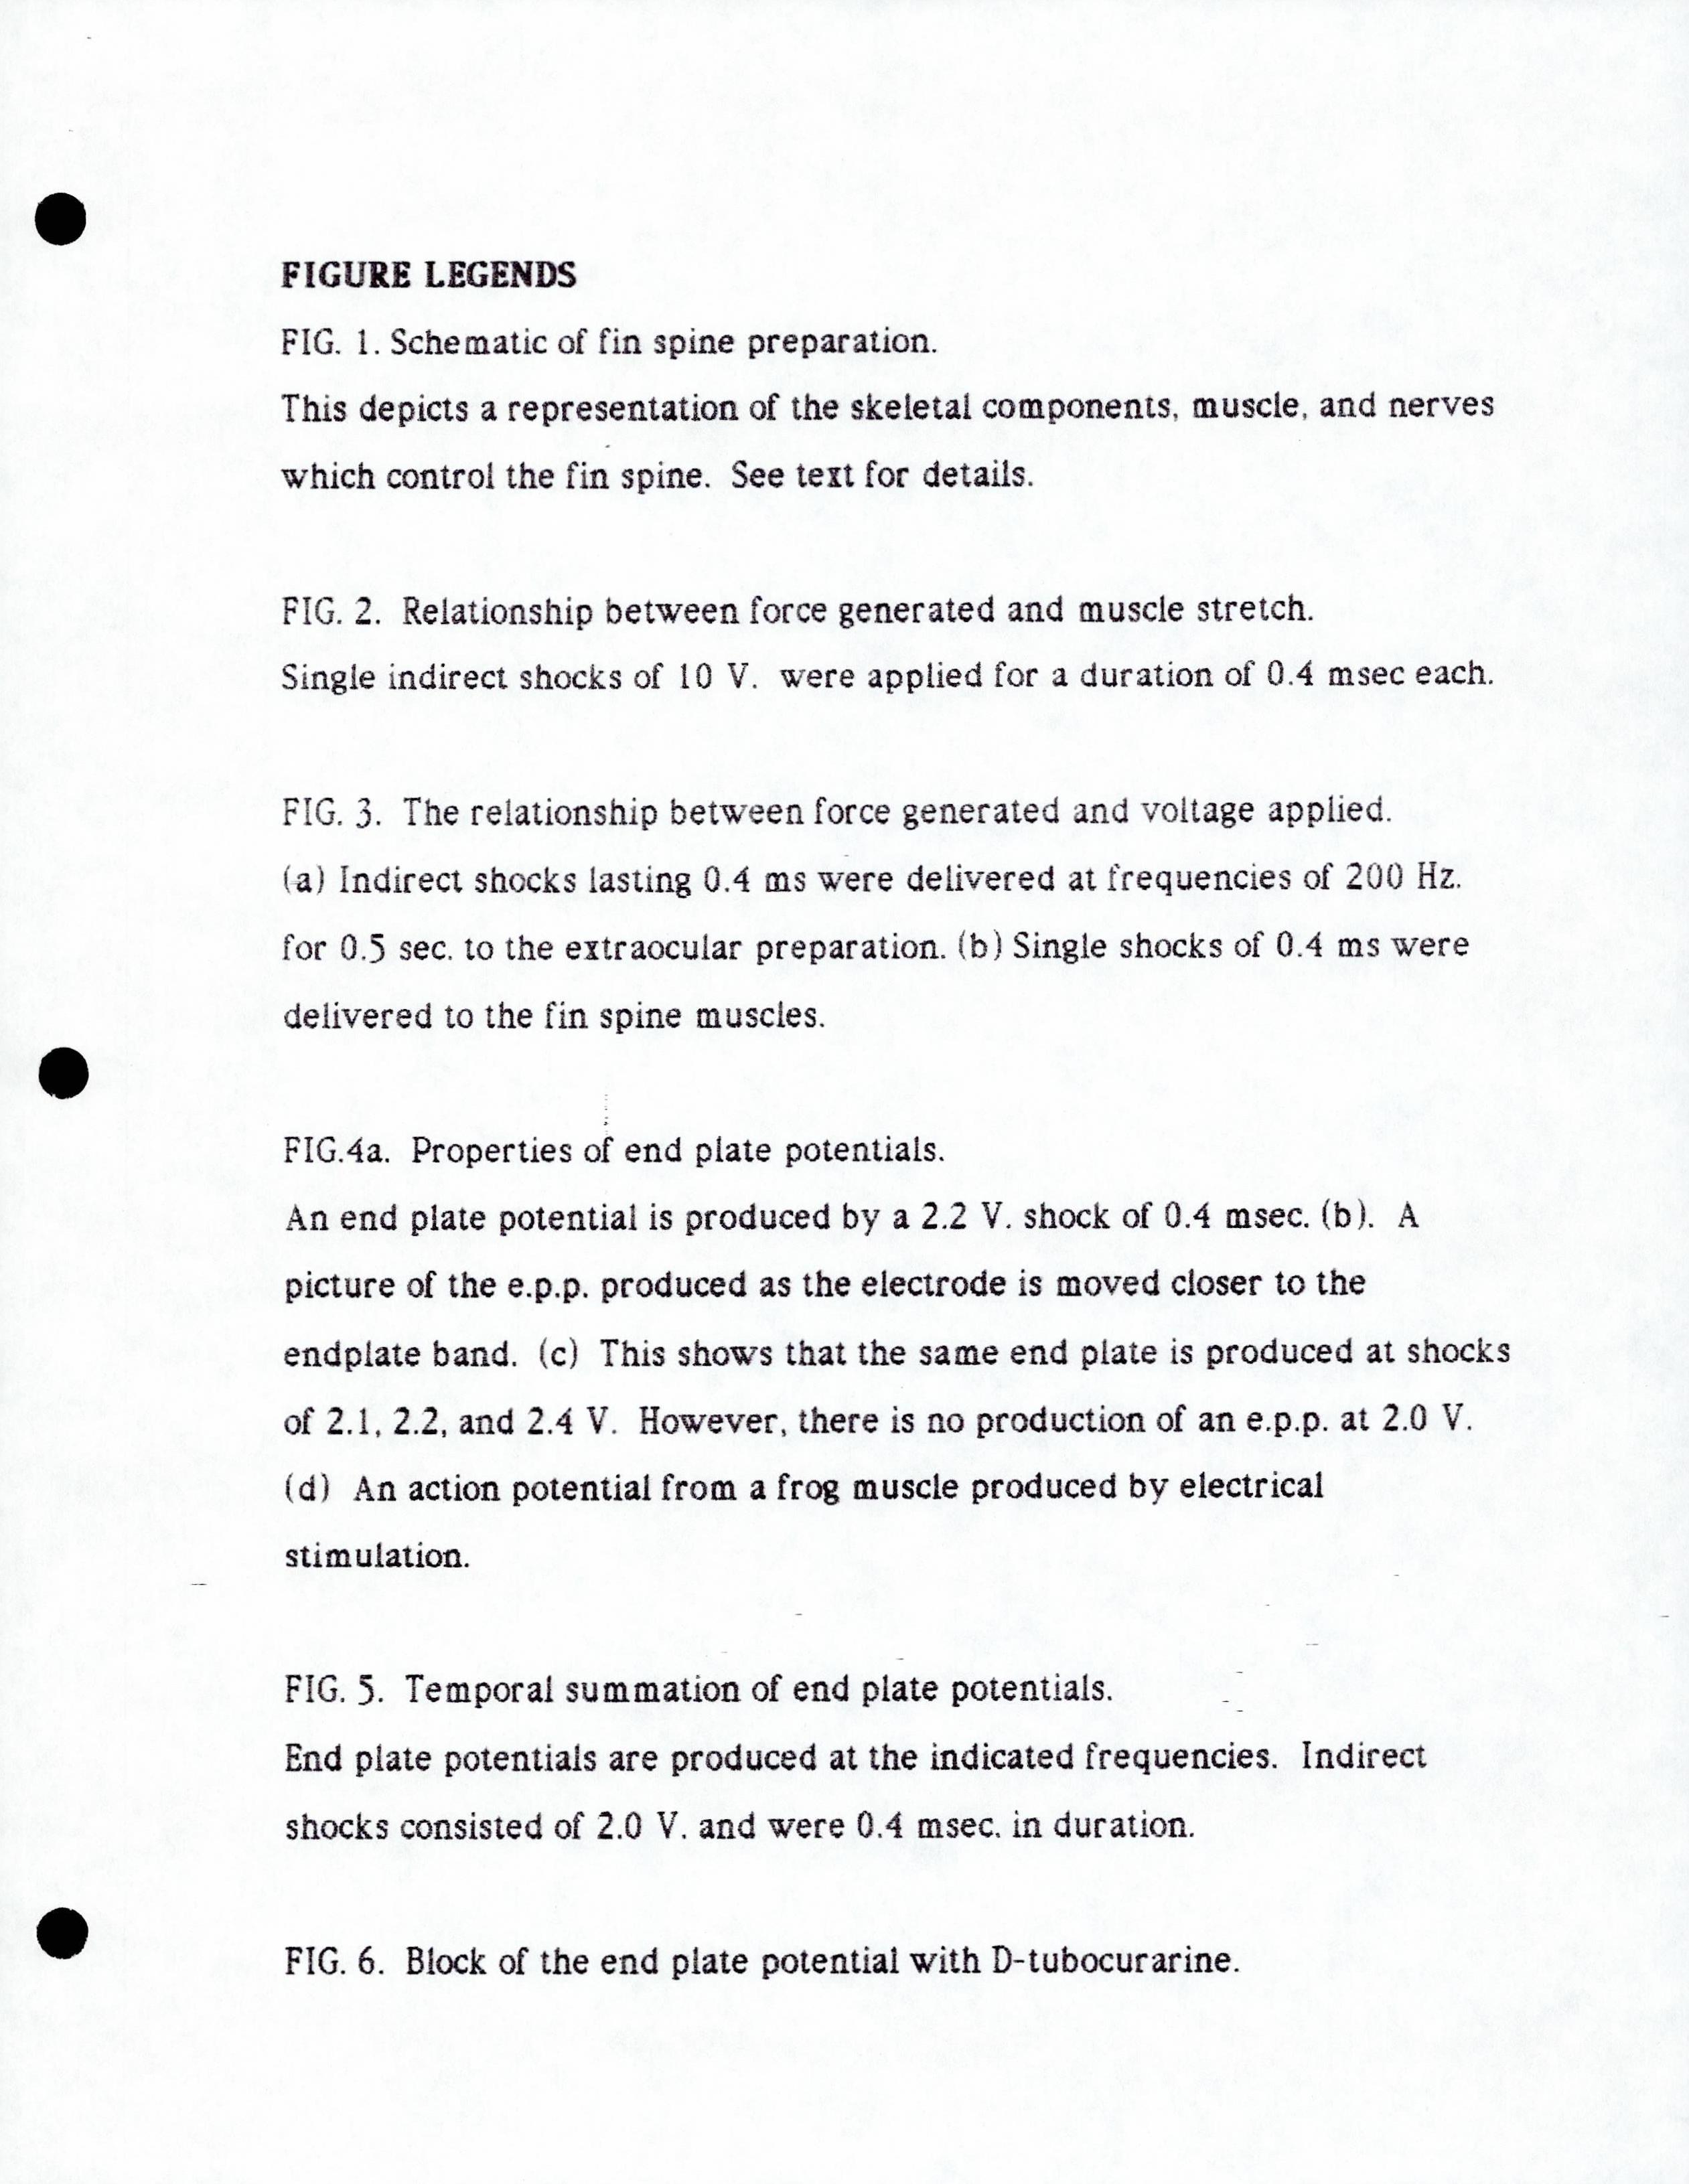 FIGURE LEGENDS
FIG. 1. Schematic of fin spine preparation.
This depicts a representation of the skeletal components, muscle, and nerves
which control the fin spine. See text for details.
FIG. 2. Relationship between force generated and muscle stretch.
Single indirect shocks of 10 V. were applied for a duration of 0.4 msec each.
FIG. 3. The relationship between force generated and voltage applied.
(a) Indirect shocks lasting 0.4 ms were delivered at frequencies of 200 Hz.
for 0.5 sec. to the extraocular preparation. (b) Single shocks of 0.4 ms were
delivered to the fin spine muscles.
FIG.4a. Properties of end plate potentials.
An end plate potential is produced by a 2.2 V. shock of 0.4 msec. (b). A
picture of the e.p.p. produced as the electrode is moved closer to the
endplate band. (c) This shows that the same end plate is produced at shocks
of 2.1, 2.2, and 2.4 V. However, there is no production of an e.p.p. at 2.0 V.
(d) An action potential from a frog muscle produced by electrical
stimulation.
FIG. 5. Temporal summation of end plate potentials.
End plate potentials are produced at the indicated frequencies. Indirect
shocks consisted of 2.0 V. and were 0.4 msec. in duration.
FIG. 6. Block of the end plate potential with D-tubocurarine.